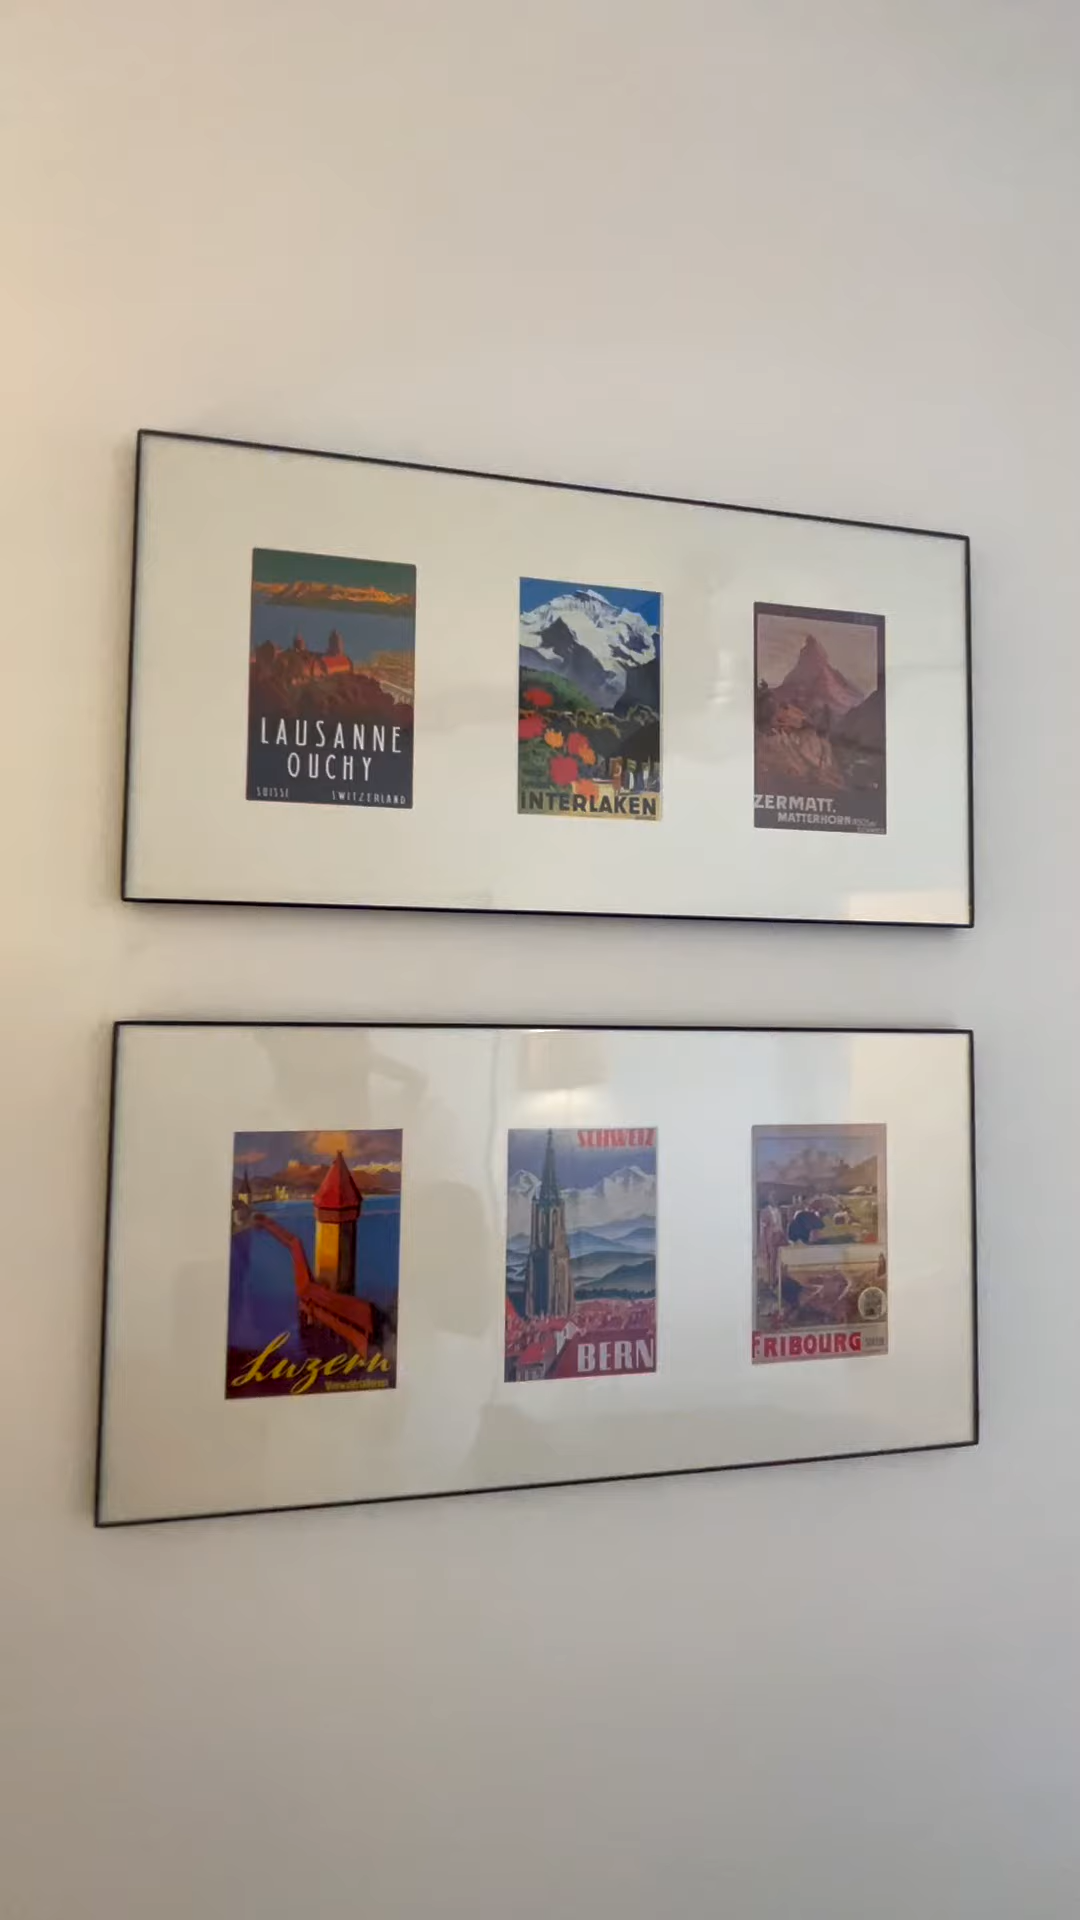 LAUSANNE
OUCHY
SUISSE SWITZERLAND
INTERLAKEN
ZERMATT.
MATTERHORN
Luzern
SCHWEIZ
BERN
FRIBOURG